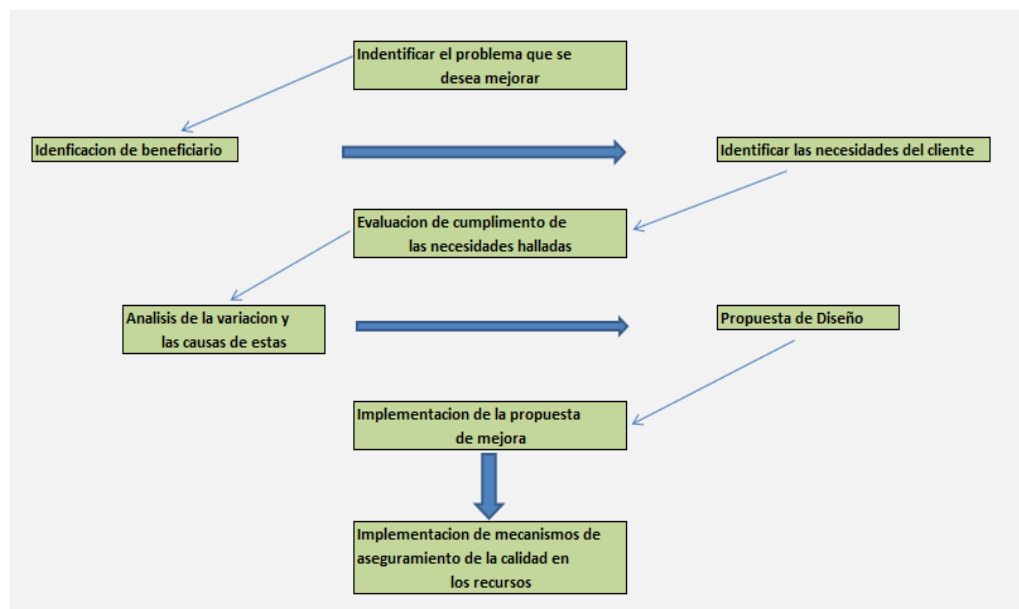 Indentificar el problema que se
desea mejorar
Idenficacion de beneficiario
Identificar las necesidades del cliente
Evaluacion de cumplimento de
las necesidades halladas
Analisis de la variacion y
las causas de estas
Propuesta de Diseño
Implementacion de la propuesta
de mejora
Implementacion de mecanismos de
aseguramiento de la calidad en
los recursos